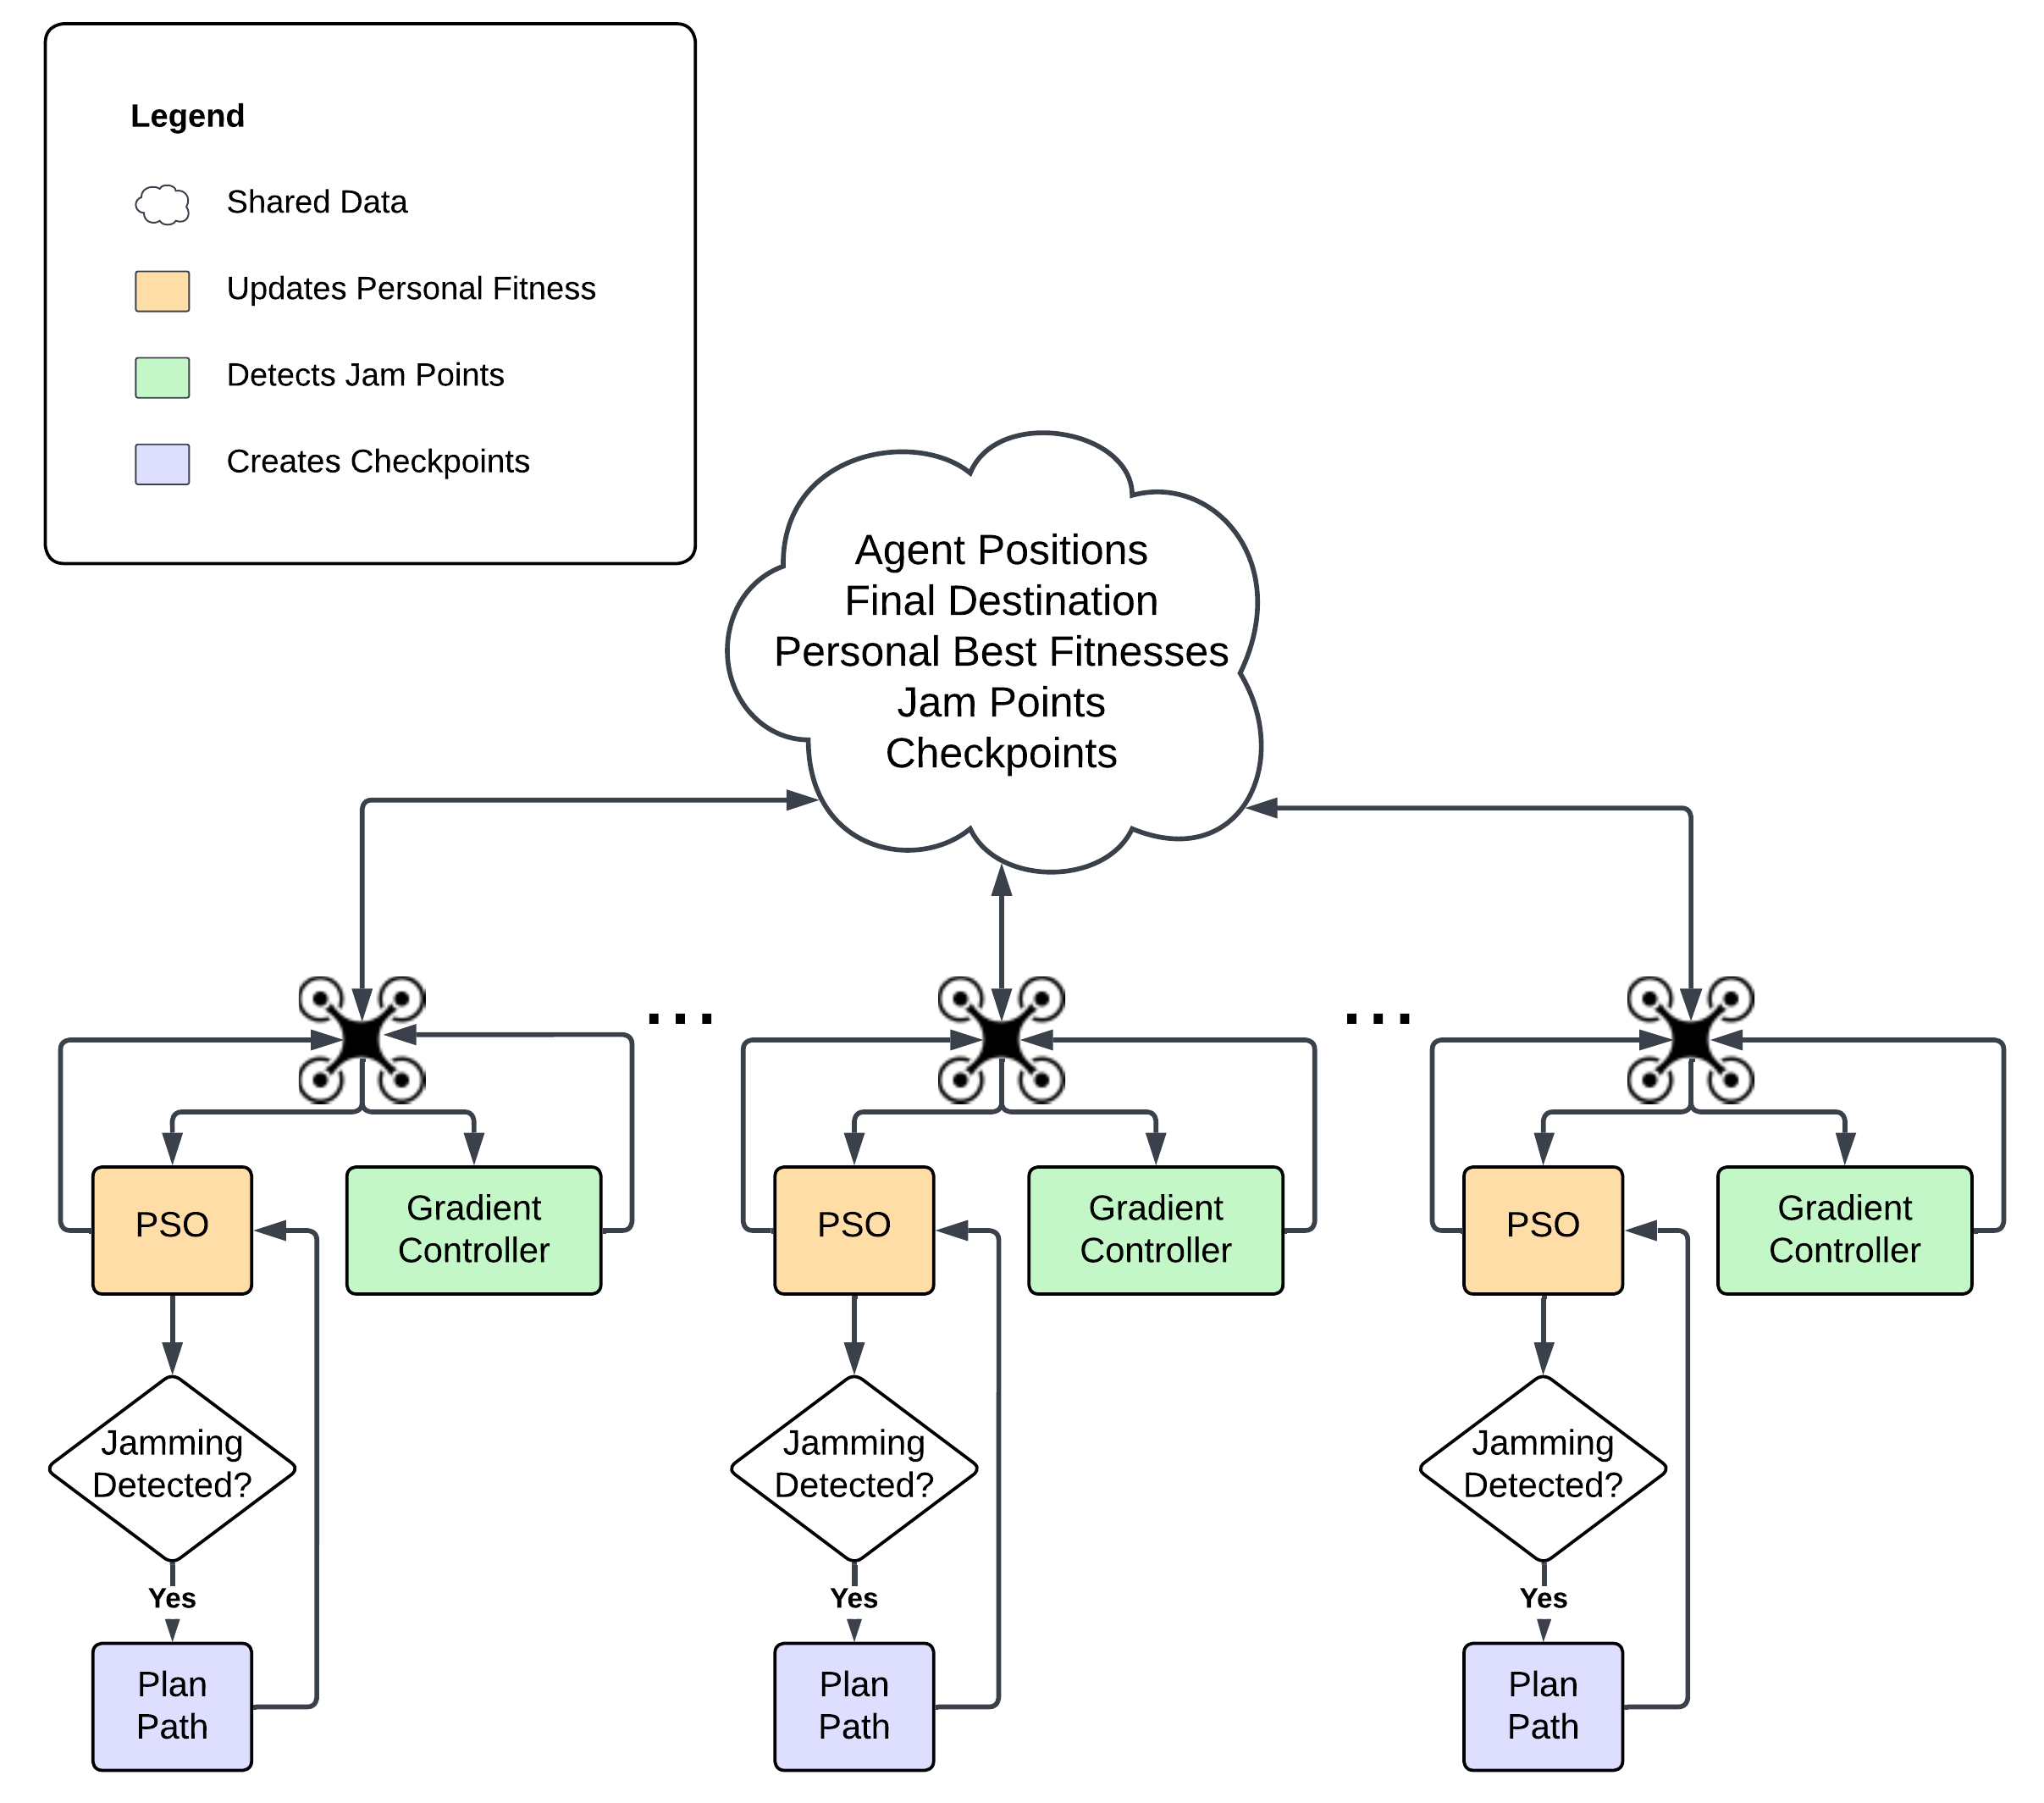 Legend
Shared Data
Updates Personal Fitness
Detects Jam Points
Creates Checkpoints
Agent Positions
Final Destination
Personal Best Fitnesses
Jam Points
Checkpoints
...
...
PSO
Gradient
Controller
PSO
Gradient
Controller
PSO
Gradient
Controller
Jamming
Detected?
Jamming
Detected?
Jamming
Detected?
Yes
Yes
Yes
Plan
Path
Plan
Path
Plan
Path